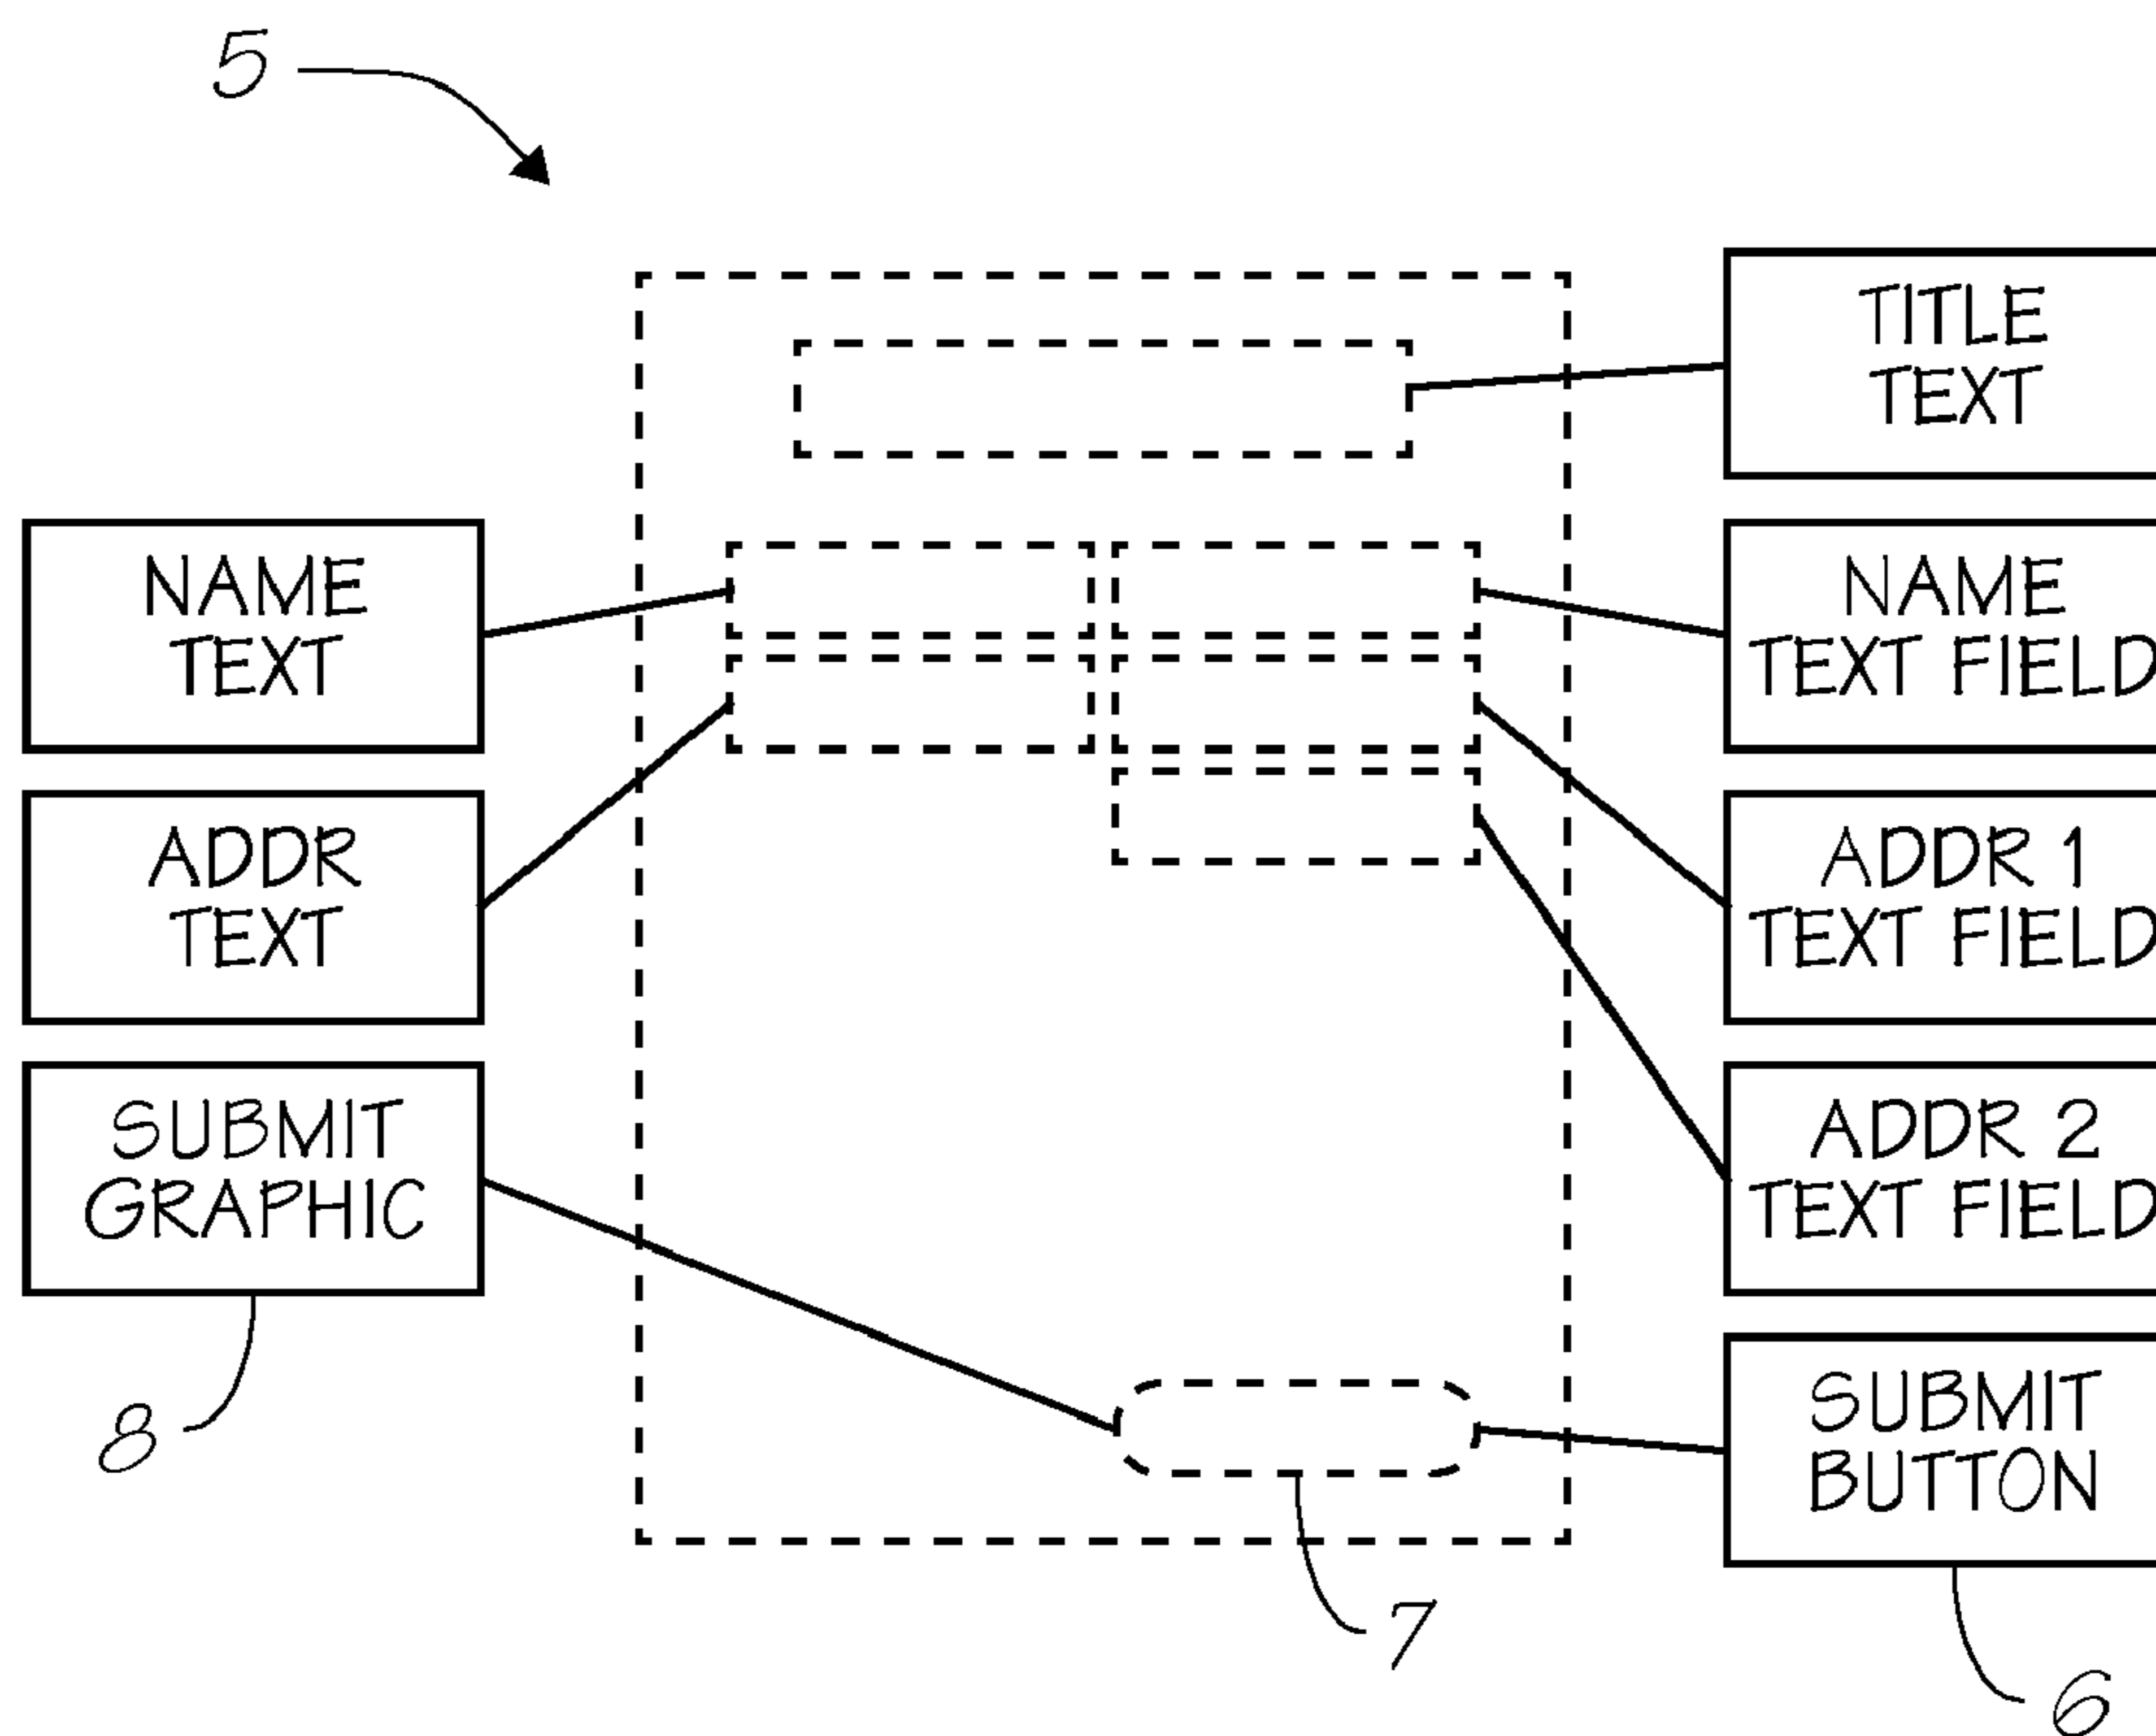 5
TITLE
TEXT
NAME
TEXT
NAME
TEXT FIELD
ADDR
TEXT
ADDR 1
TEXT FIELD
SUBMIT
GRAPHIC
ADDR 2
TEXT FIELD
SUBMIT
BUTTON
8
7
6